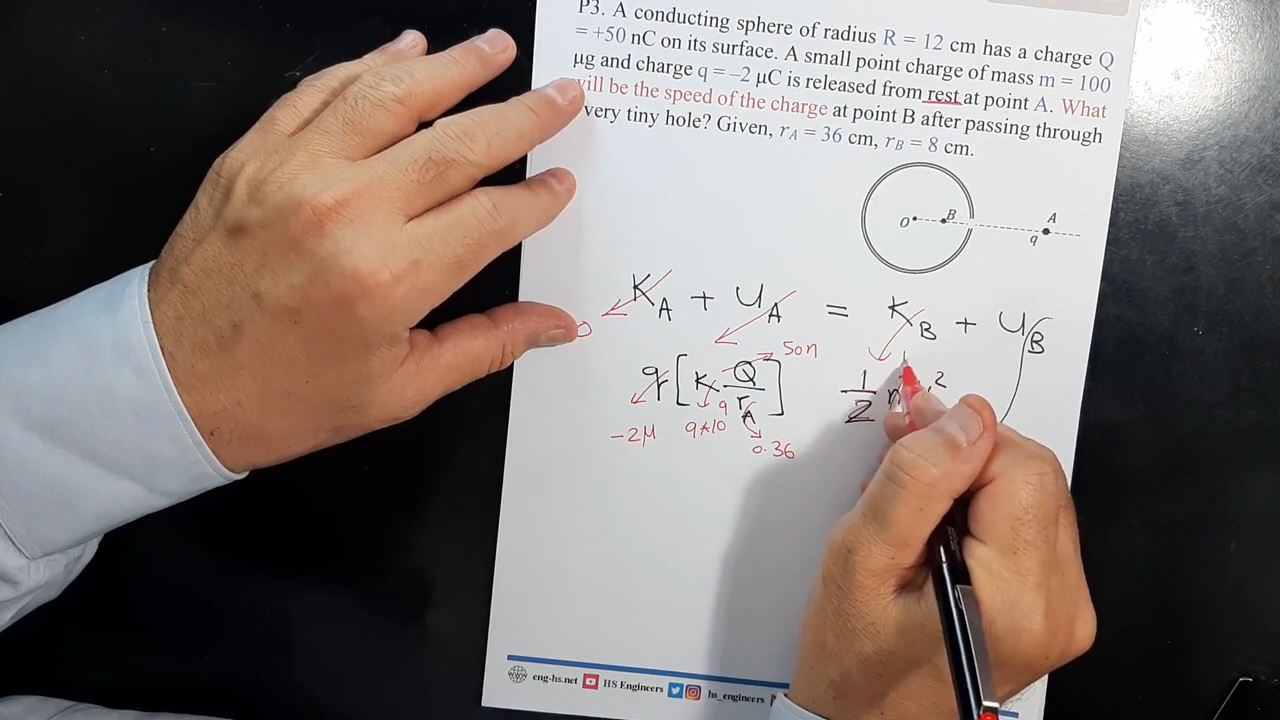 P3. A conducting sphere of radius R = 12 cm has a charge Q
= +50 nC on its surface. A small point charge of mass m = 100
μg and charge q = –2 μC is released from rest at point A. What
will be the speed of the charge at point B after passing through
very tiny hole? Given, rA = 36 cm, rB = 8 cm.
O B A
q
KA + UA = KB + UB
0
50n
q [ K Q / rA ] 1/2 2
-2μ 9*10^9 0.36
eng-hs.net HS Engineers hs_engineers